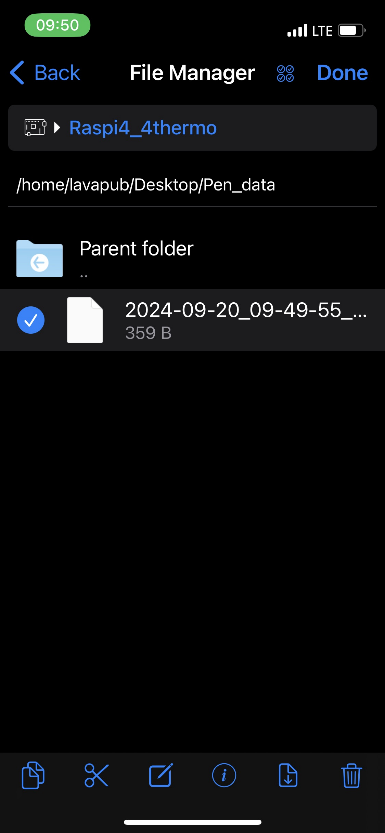 09:50
LTE
Back
File Manager
Done
Raspi4_4thermo
/home/lavapub/Desktop/Pen_data
Parent folder
..
2024-09-20_09-49-55_...
359 B